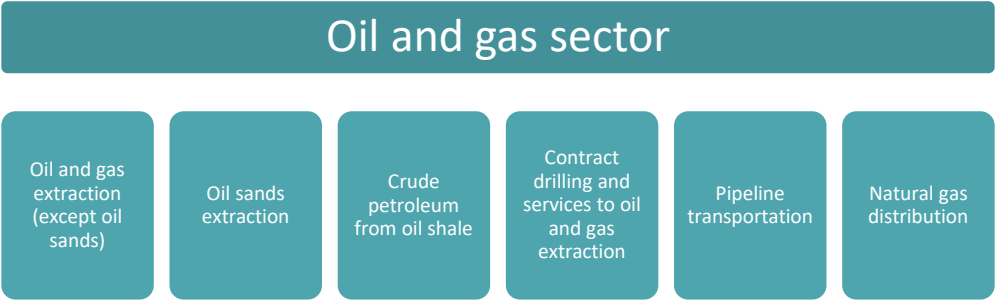 Oil and gas sector
Oil and gas
extraction
(except oil
sands)
Oil sands
extraction
Crude
petroleum
from oil shale
Contract
drilling and
services to oil
and gas
extraction
Pipeline
transportation
Natural gas
distribution